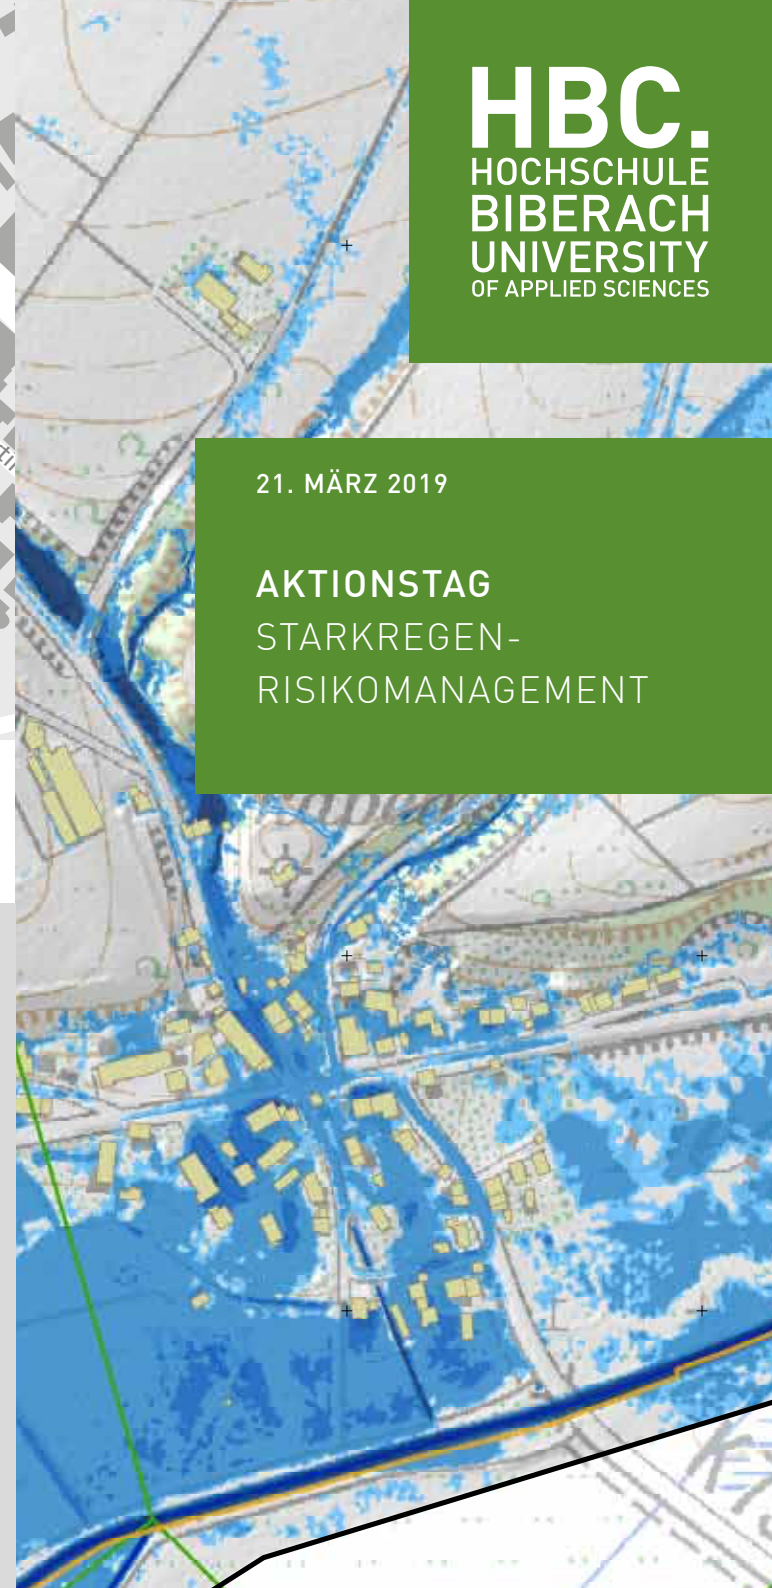 HBC.
HOCHSCHULE
BIBERACH
UNIVERSITY
OF APPLIED SCIENCES
21. MÄRZ 2019
AKTIONSTAG
STARKREGEN-
RISIKOMANAGEMENT